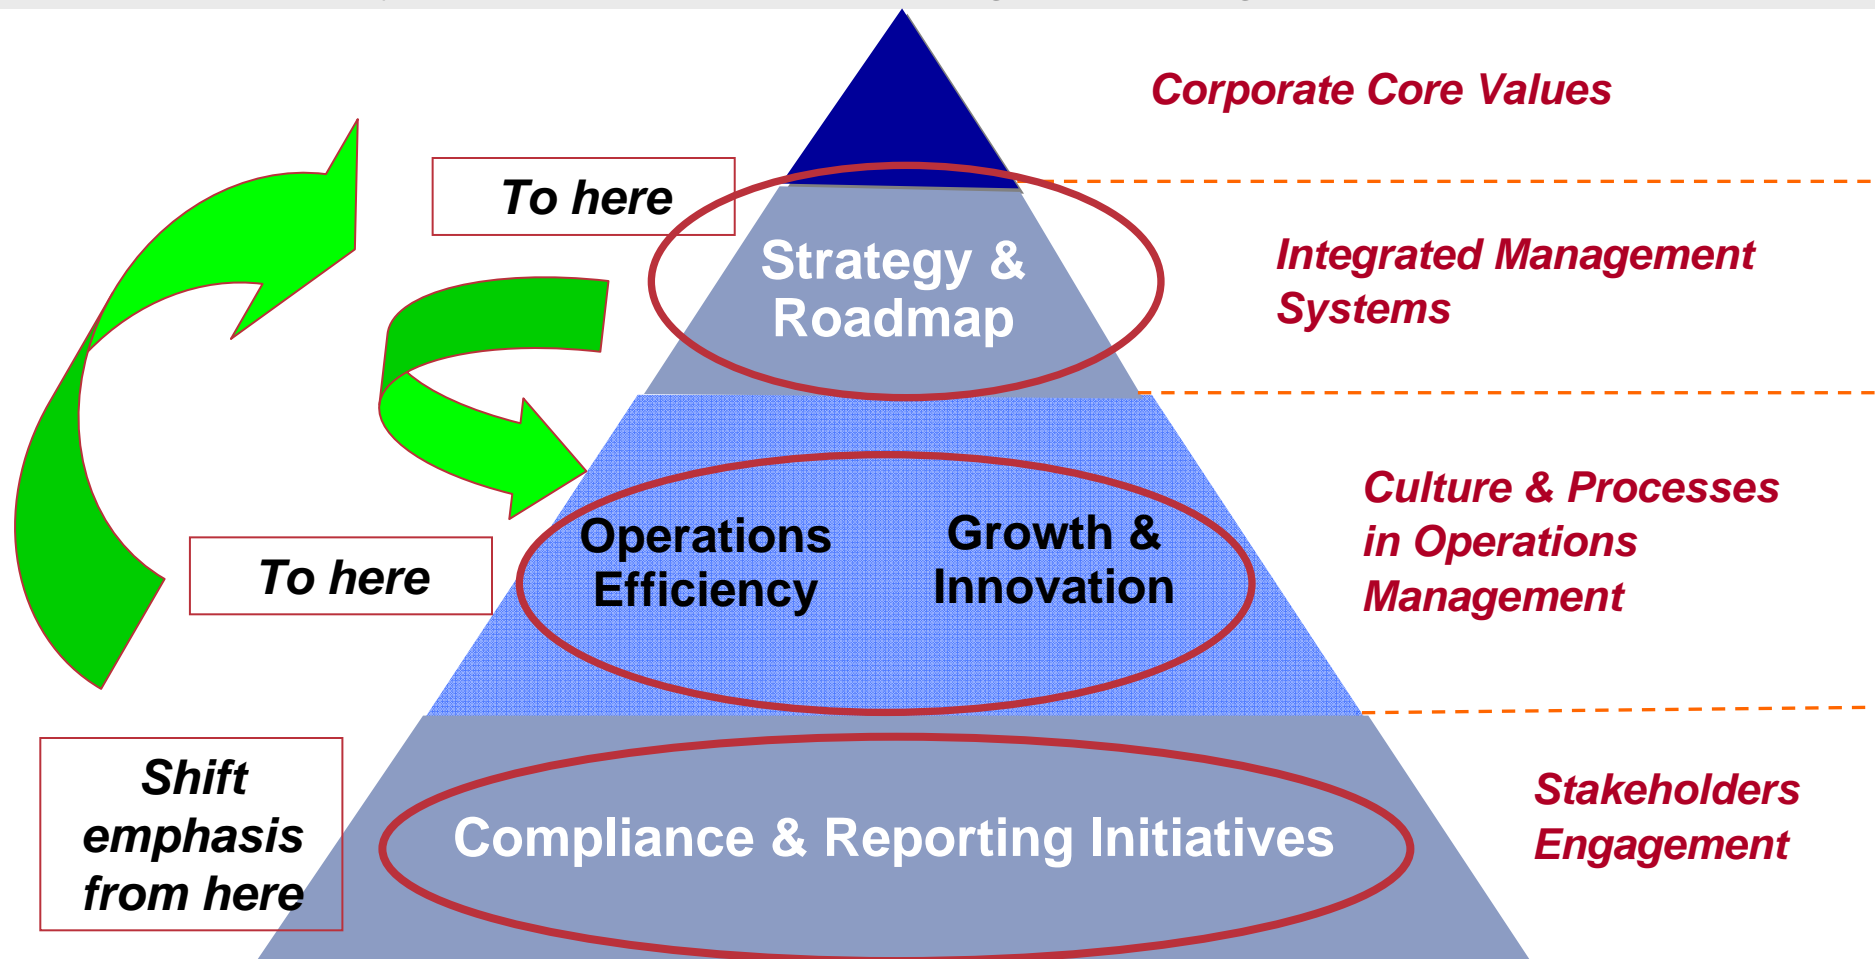 Corporate Core Values
To here
Strategy &
Roadmap
Integrated Management
Systems
To here
Operations
Efficiency
Growth &
Innovation
Culture & Processes
in Operations
Management
Shift
emphasis
from here
Compliance & Reporting Initiatives
Stakeholders
Engagement